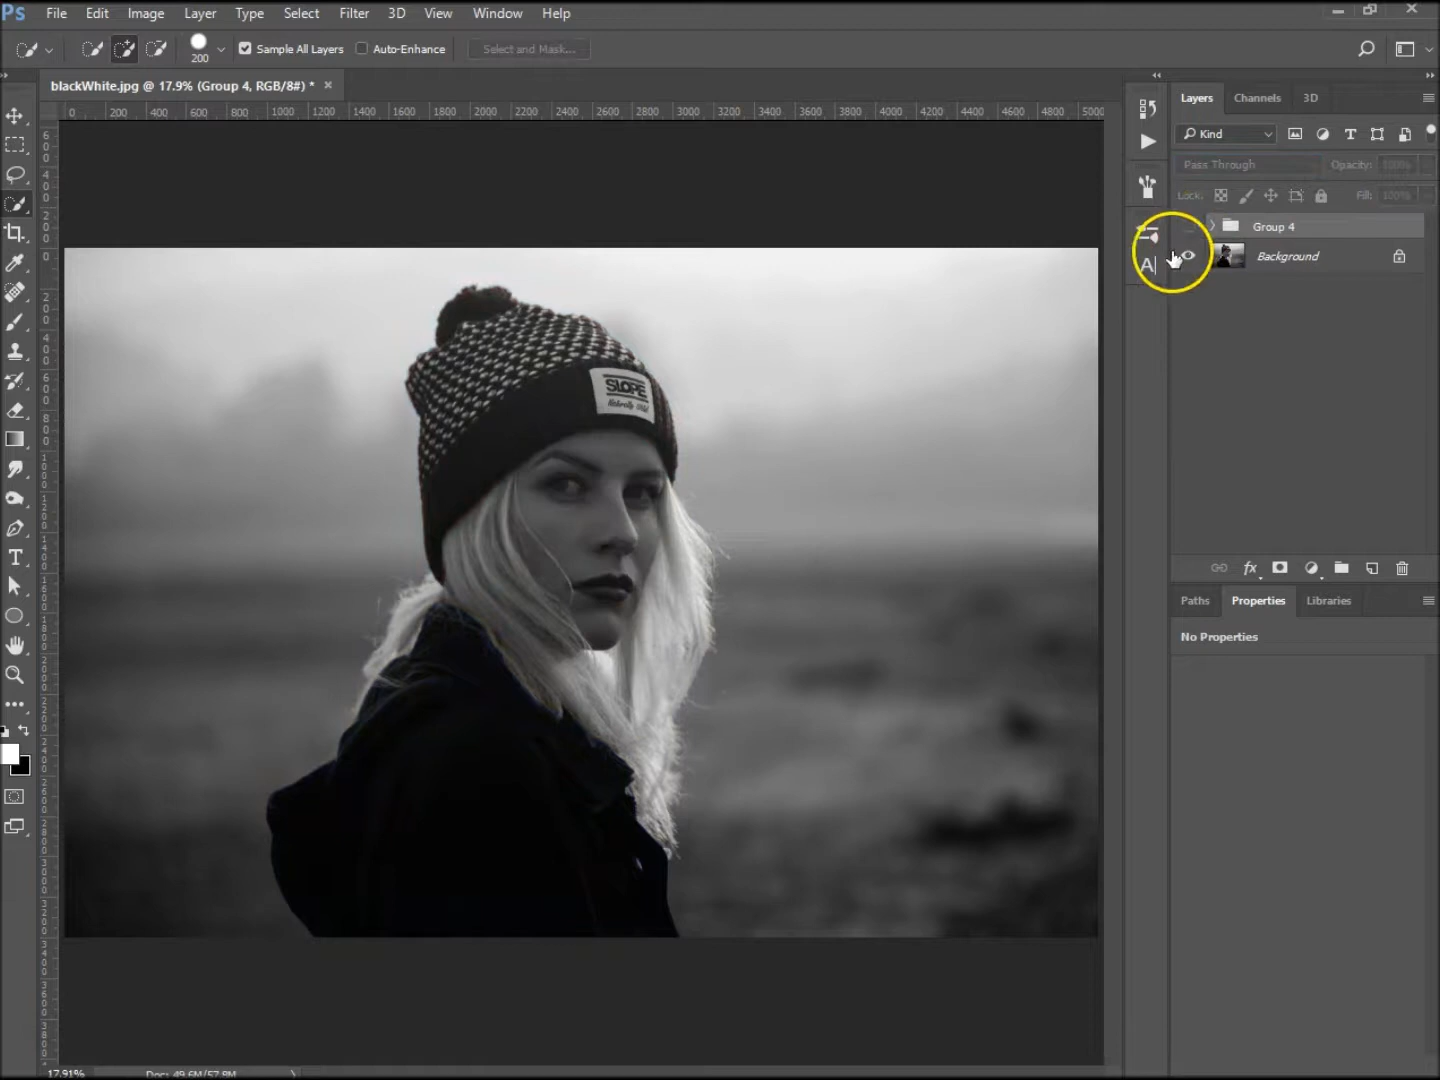 Ps File Edit Image Layer Type Select Filter 3D View Window Help
200 Sample All Layers Auto-Enhance Select and Mask...
blackWhite.jpg @ 17.9% (Group 4, RGB/8#) * ×
0 200 400 600 800 1000 1200 1400 1600 1800 2000 2200 2400 2600 2800 3000 3200 3400 3600 3800 4000 4200 4400 4600 4800 5000
Layers Channels 3D
Kind
Pass Through Opacity: 100%
Lock: Fill: 100%
Group 4
Background
A
SLOPE
fx
Paths Properties Libraries
No Properties
T
17.91% Doc: 49.6M/57.9M